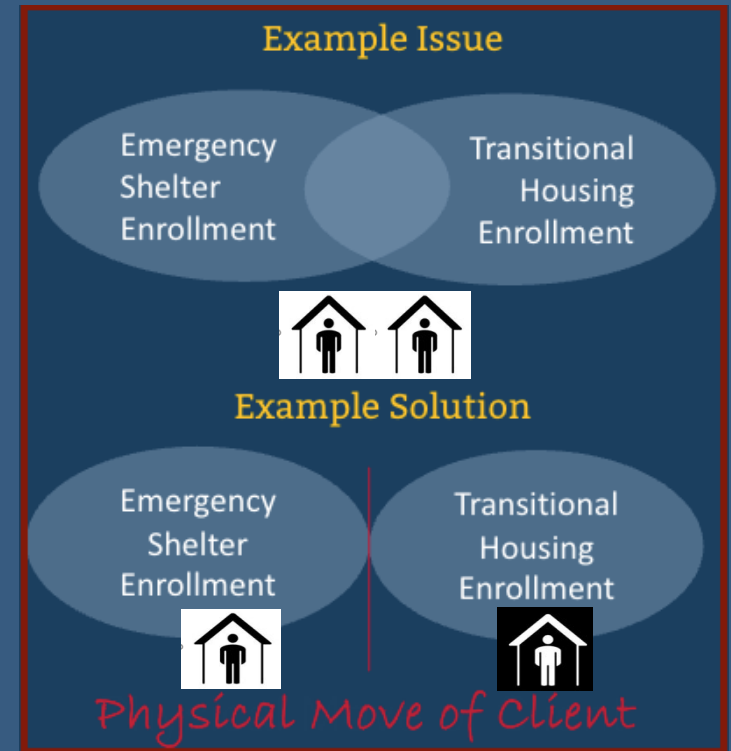 Example Issue
Emergency
Shelter
Enrollment
Transitional
Housing
Enrollment
Example Solution
Emergency
Shelter
Enrollment
Transitional
Housing
Enrollment
Physical Move of Client